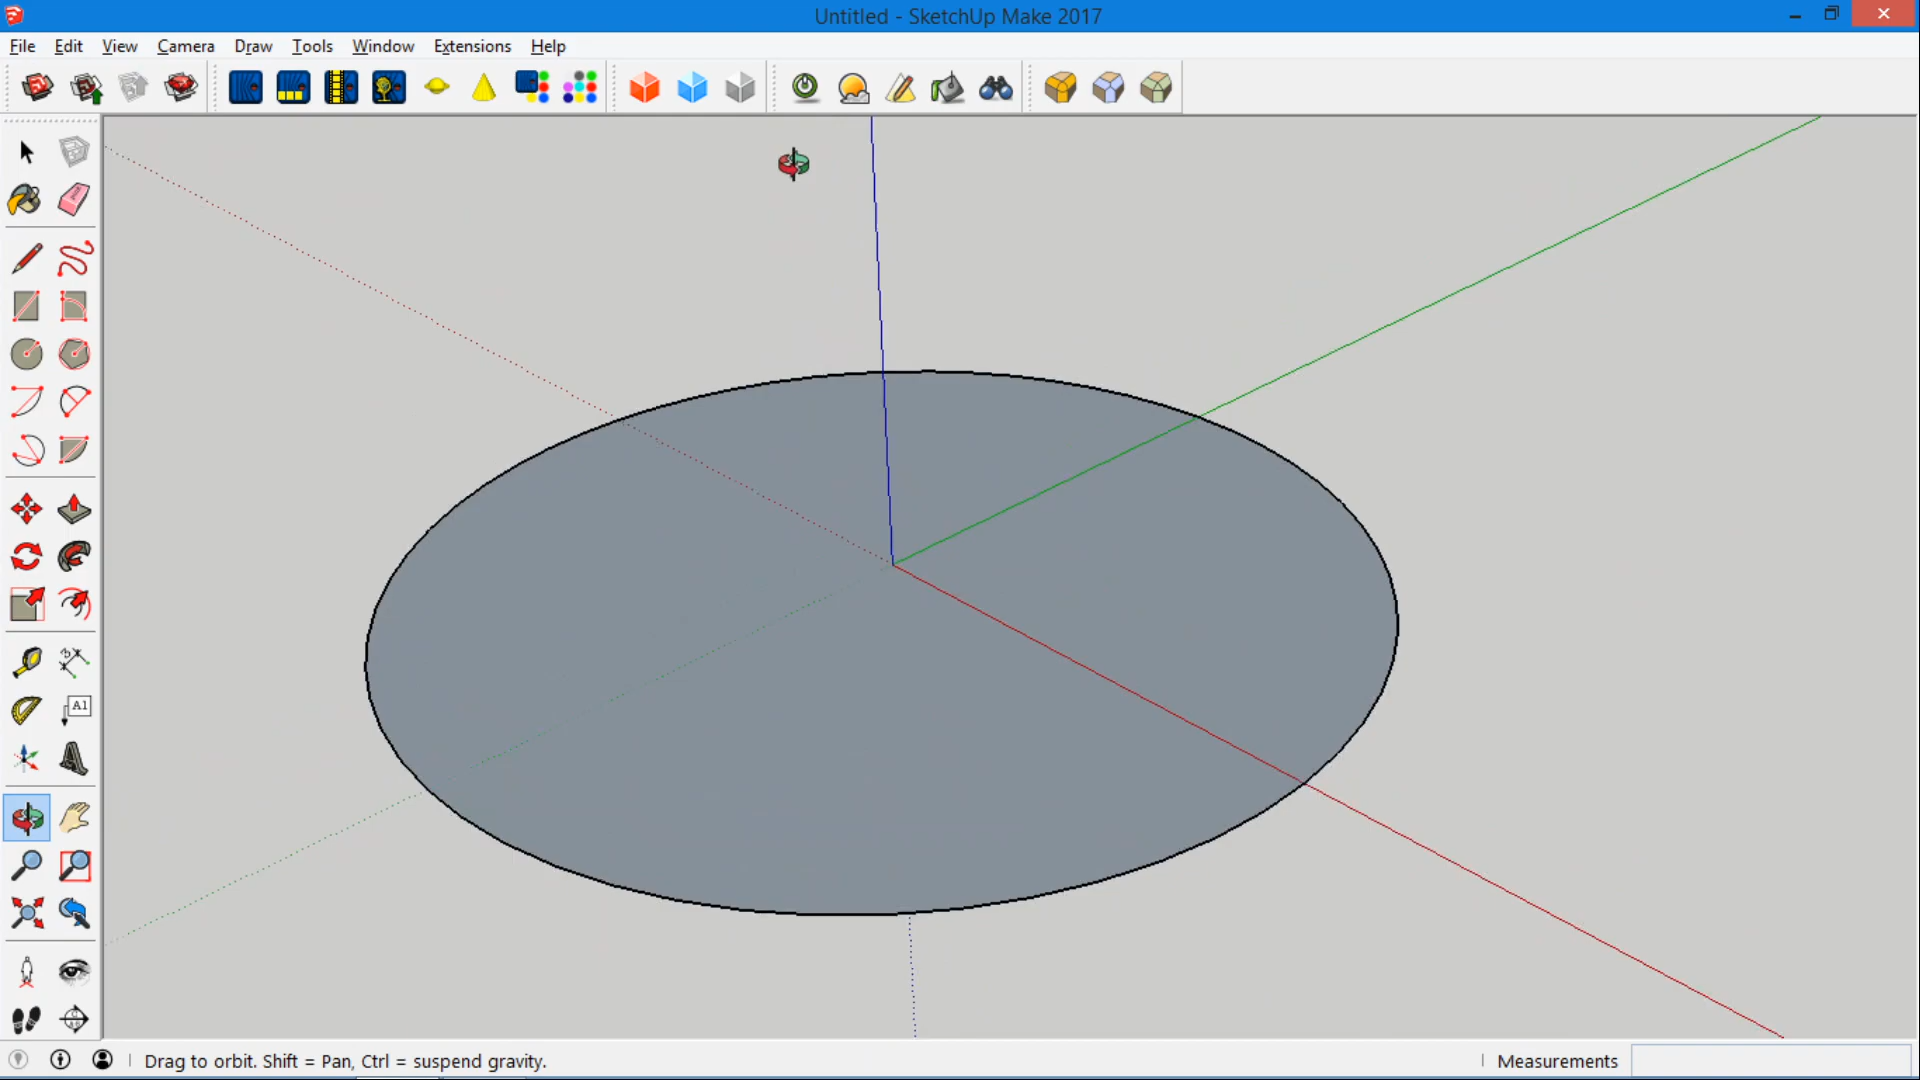 Untitled - SketchUp Make 2017
File Edit View Camera Draw Tools Window Extensions Help
A1
Drag to orbit. Shift = Pan, Ctrl = suspend gravity.
Measurements